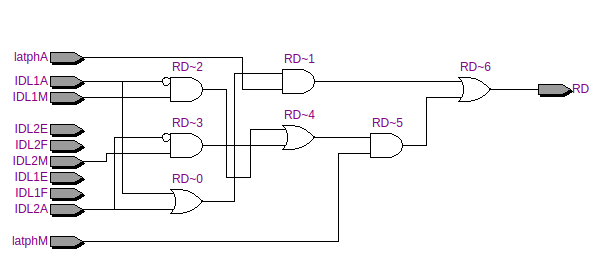 latphA
IDL1A
IDL1M
IDL2E
IDL2F
IDL2M
IDL1E
IDL1F
IDL2A
latphM
RD~2
RD~3
RD~0
RD~1
RD~4
RD~5
RD~6
RD